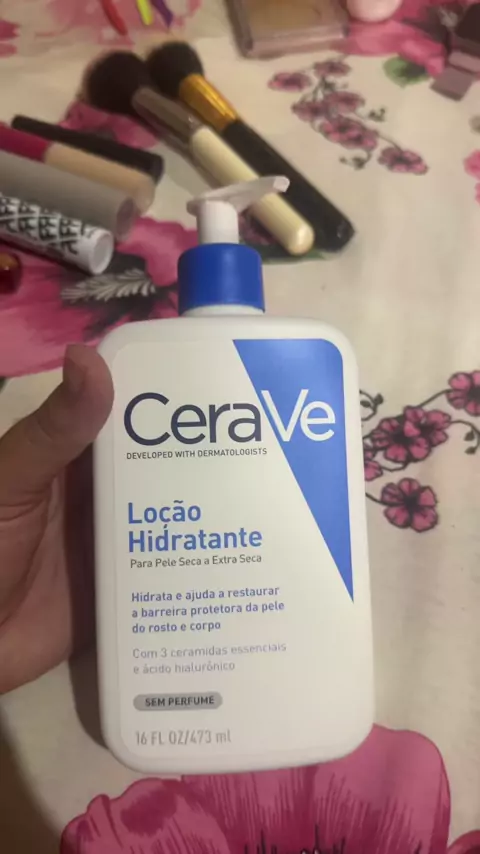 CeraVe
DEVELOPED WITH DERMATOLOGISTS
Loção
Hidratante
Para Pele Seca a Extra Seca
Hidrata e ajuda a restaurar
a barreira protetora da pele
do rosto e corpo
Com 3 ceramidas essenciais
e ácido hialurônico
SEM PERFUME
16 FL OZ/473 ml